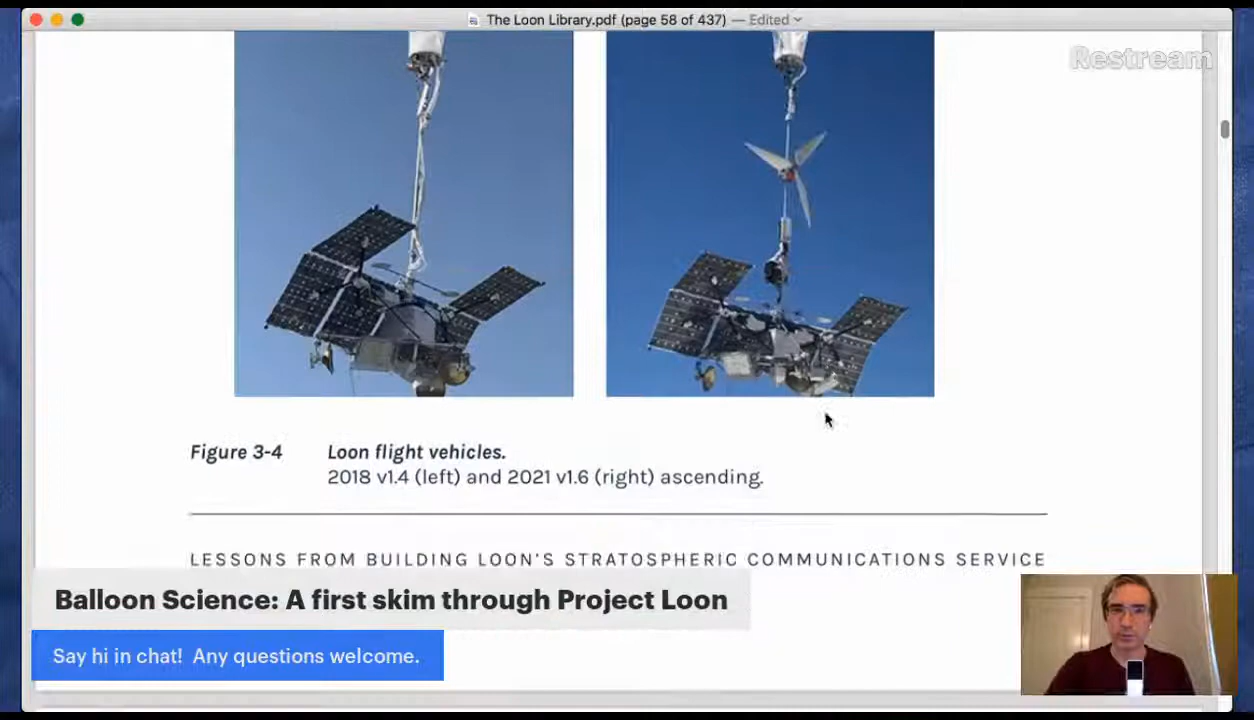 The Loon Library.pdf (page 58 of 437) — Edited
Restream
Figure 3-4 Loon flight vehicles.
2018 v1.4 (left) and 2021 v1.6 (right) ascending.
LESSONS FROM BUILDING LOON'S STRATOSPHERIC COMMUNICATIONS SERVICE
Balloon Science: A first skim through Project Loon
Say hi in chat! Any questions welcome.